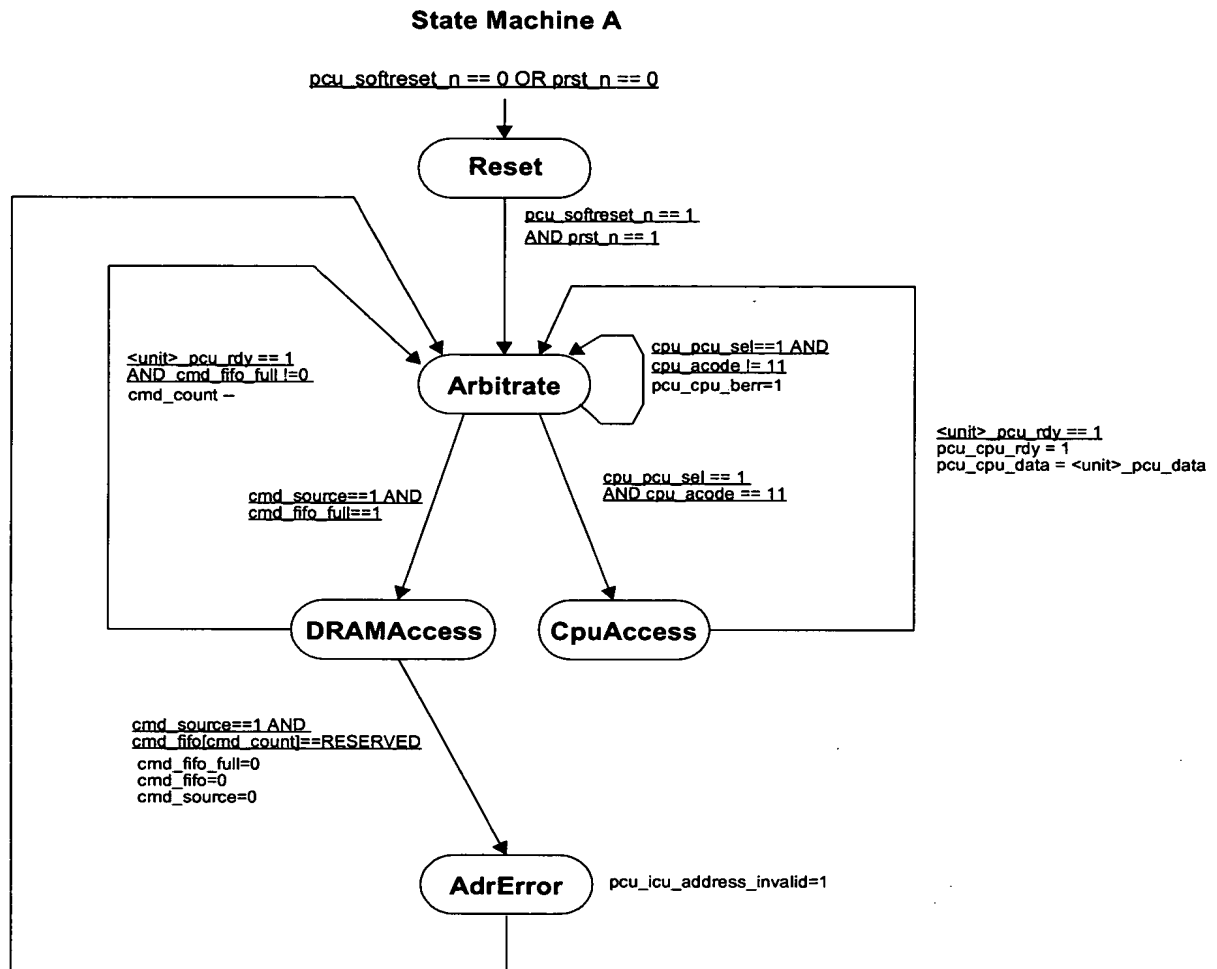 State Machine A
pcu_softreset_n == 0 OR prst_n == 0
Reset
pcu_softreset_n == 1
AND prst_n == 1
<unit>_pcu_rdy == 1
AND cmd_fifo_full !=0
cmd_count --
Arbitrate
cpu_pcu_sel==1 AND
cpu_acode != 11
pcu_cpu_berr=1
<unit>_pcu_rdy == 1
pcu_cpu_rdy = 1
pcu_cpu_data = <unit>_pcu_data
cmd_source==1 AND
cmd_fifo_full==1
cpu_pcu_sel == 1
AND cpu_acode == 11
DRAMAccess
CpuAccess
cmd_source==1 AND
cmd_fifo[cmd_count]==RESERVED
cmd_fifo_full=0
cmd_fifo=0
cmd_source=0
AdrError
pcu_icu_address_invalid=1